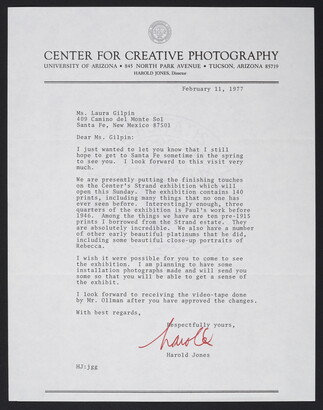 CENTER FOR CREATIVE PHOTOGRAPHY
UNIVERSITY OF ARIZONA • 845 NORTH PARK AVENUE • TUCSON, ARIZONA 85719
HAROLD JONES, Director
February 11, 1977
Ms. Laura Gilpin
409 Camino del Monte Sol
Santa Fe, New Mexico 87501
Dear Ms. Gilpin:
I just wanted to let you know that I still
hope to get to Santa Fe sometime in the spring
to see you. I look forward to this visit very
much.
We are presently putting the finishing touches
on the Center's Strand exhibition which will
open this Sunday. The exhibition contains 140
prints, including many things that no one has
ever seen before. Interestingly enough, three
quarters of the exhibition is Paul's work before
1946. Among the things we have are ten pre-1915
prints I borrowed from the Strand estate. They
are absolutely incredible. We also have a number
of other early beautiful platinums that he did,
including some beautiful close-up portraits of
Rebecca.
I wish it were possible for you to come to see
the exhibition. I am planning to have some
installation photographs made and will send you
some so that you will be able to get a sense of
the exhibit.
I look forward to receiving the video-tape done
by Mr. Ollman after you have approved the changes.
With best regards,
Respectfully yours,
Harold
Harold Jones
HJ:jgg